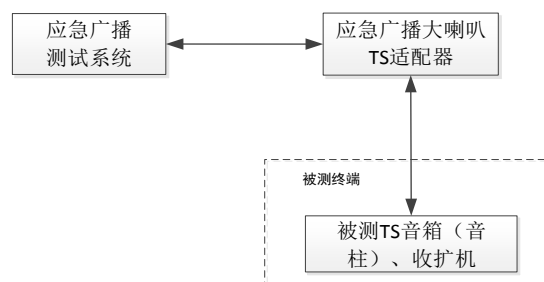 应急广播
测试系统
应急广播大喇叭
TS适配器
被测终端
被测TS音箱（音
柱）、收扩机